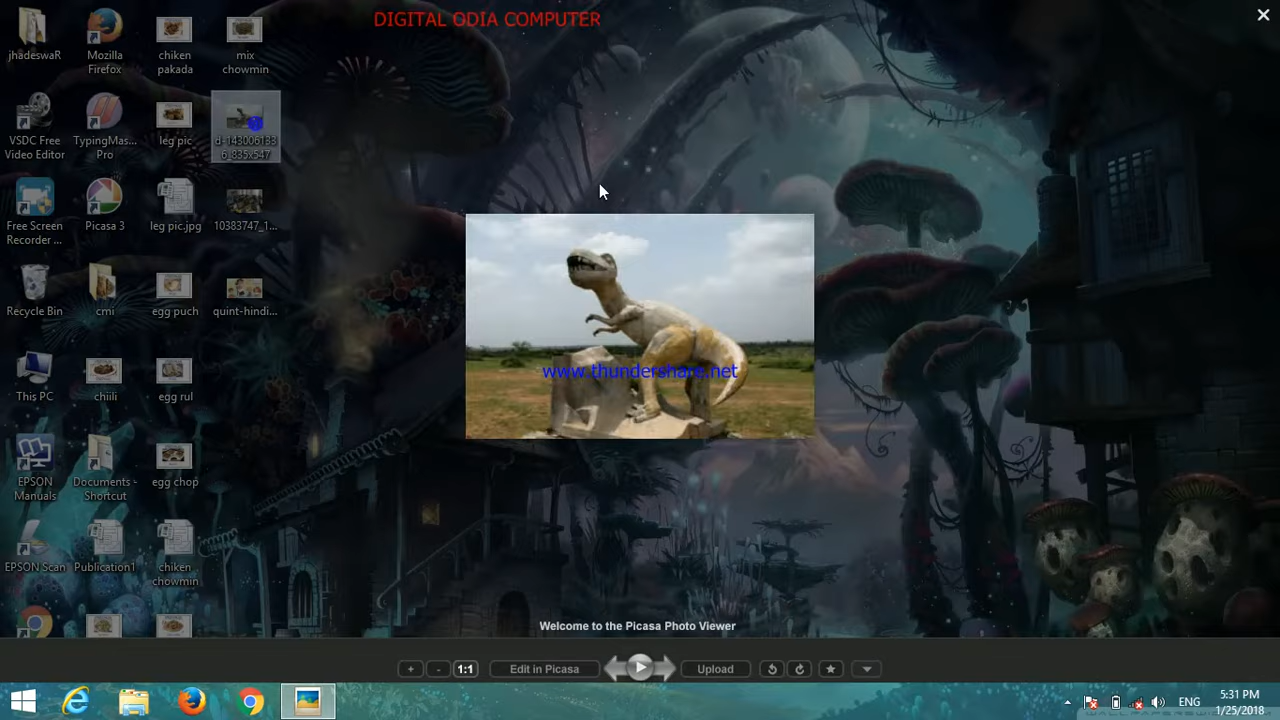 DIGITAL ODIA COMPUTER
jhadeswaR
Mozilla
Firefox
chiken
pakada
mix
chowmin
VSDC Free
Video Editor
TypingMas...
Pro
leg pic
d-143006133
6_835x547
Free Screen
Recorder ...
Picasa 3
leg pic.jpg
10383747_1...
Recycle Bin
cmi
egg puch
quint-hindi...
This PC
chiili
egg rul
www.thundershare.net
EPSON
Manuals
Documents -
Shortcut
egg chop
EPSON Scan
Publication1
chiken
chowmin
Welcome to the Picasa Photo Viewer
+ - 1:1 Edit in Picasa Upload
ENG
5:31 PM
1/25/2018